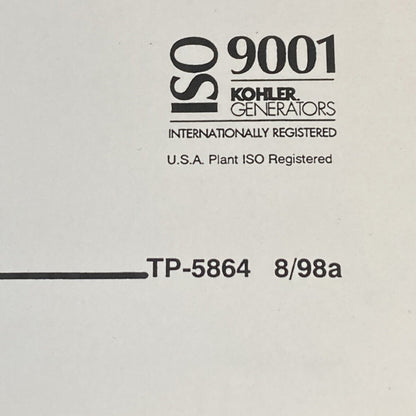 ISO 9001
KOHLER.
GENERATORS
INTERNATIONALLY REGISTERED
U.S.A. Plant ISO Registered
TP-5864 8/98a